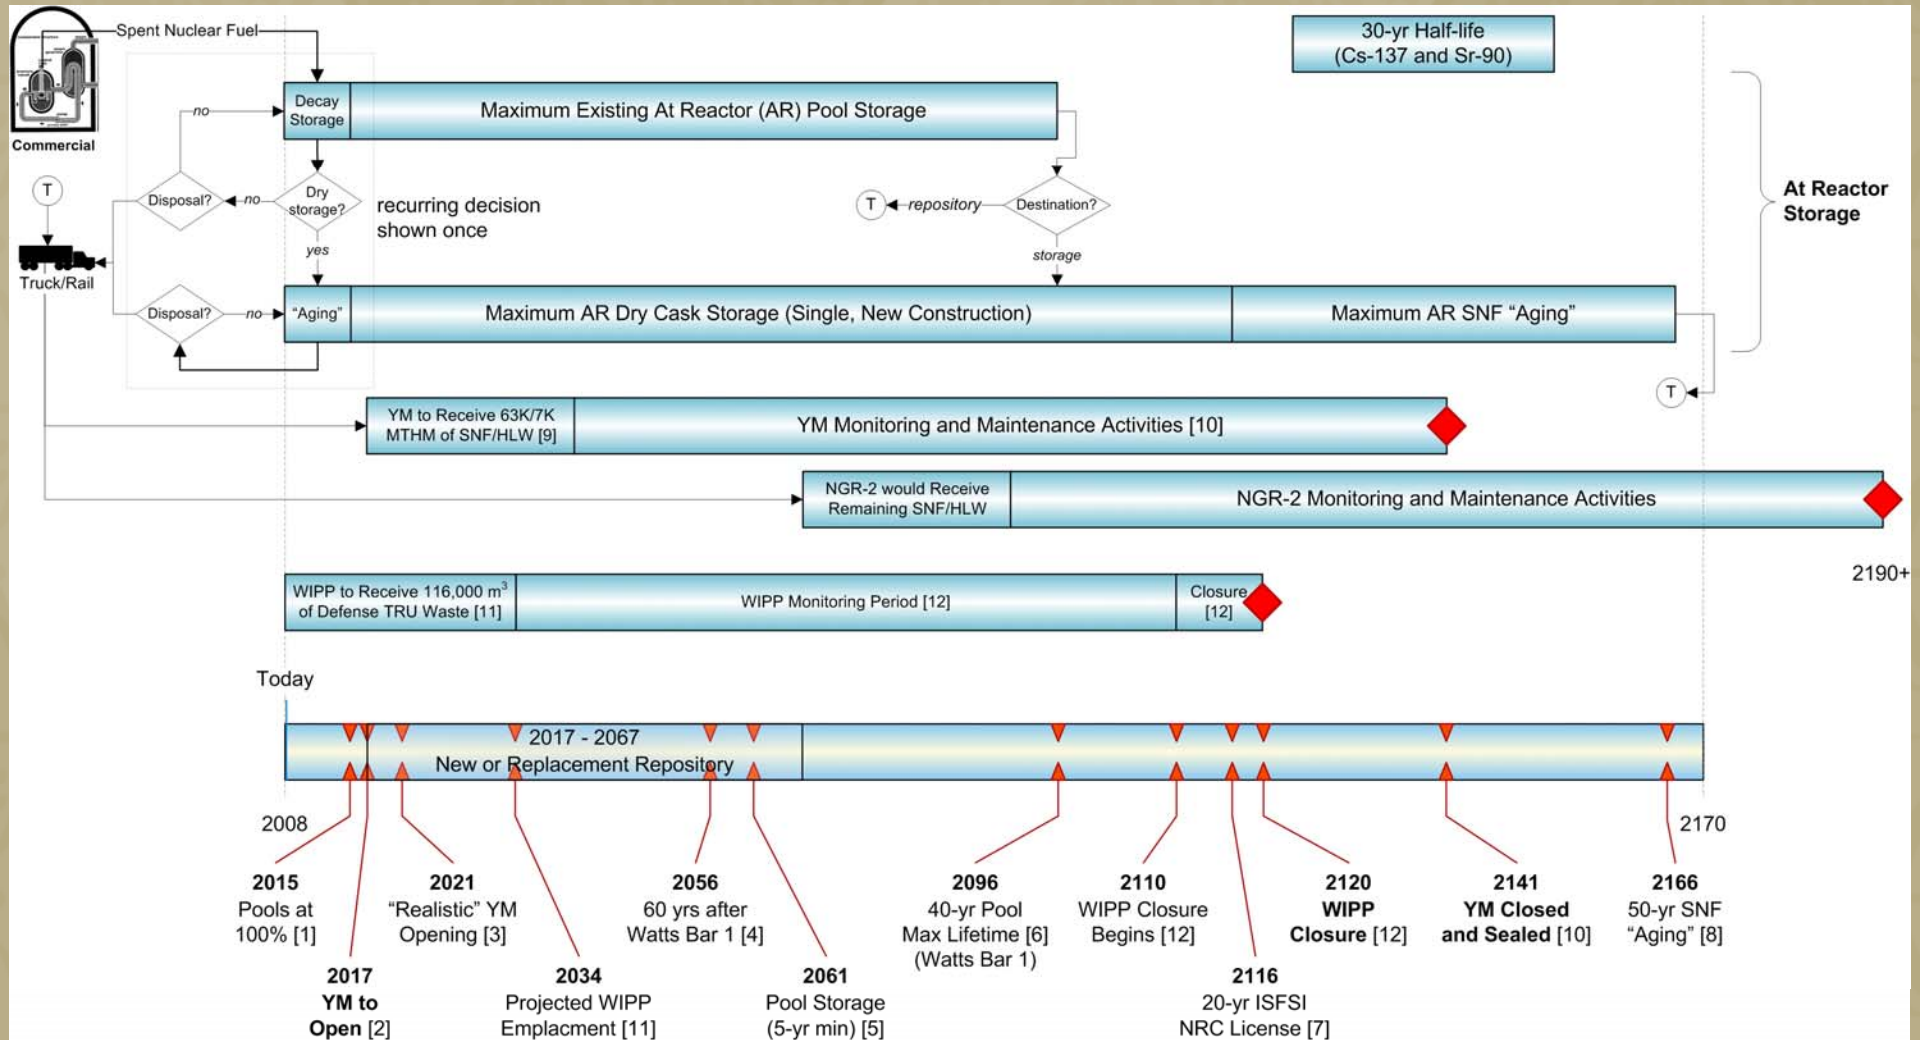 Spent Nuclear Fuel
30-yr Half-life
(Cs-137 and Sr-90)
Commercial
no
Decay
Storage
Maximum Existing At Reactor (AR) Pool Storage
T
Disposal?
no
Dry
storage?
recurring decision
shown once
yes
T
repository
Destination?
storage
At Reactor
Storage
Truck/Rail
Disposal?
no
“Aging”
Maximum AR Dry Cask Storage (Single, New Construction)
Maximum AR SNF “Aging”
T
YM to Receive 63K/7K
MTHM of SNF/HLW [9]
YM Monitoring and Maintenance Activities [10]
NGR-2 would Receive
Remaining SNF/HLW
NGR-2 Monitoring and Maintenance Activities
2190+
WIPP to Receive 116,000 m³
of Defense TRU Waste [11]
WIPP Monitoring Period [12]
Closure
[12]
Today
2017 - 2067
New or Replacement Repository
2008
2170
2015
Pools at
100% [1]
2017
YM to
Open [2]
2021
“Realistic” YM
Opening [3]
2034
Projected WIPP
Emplacment [11]
2056
60 yrs after
Watts Bar 1 [4]
2061
Pool Storage
(5-yr min) [5]
2096
40-yr Pool
Max Lifetime [6]
(Watts Bar 1)
2110
WIPP Closure
Begins [12]
2116
20-yr ISFSI
NRC License [7]
2120
WIPP
Closure [12]
2141
YM Closed
and Sealed [10]
2166
50-yr SNF
“Aging” [8]